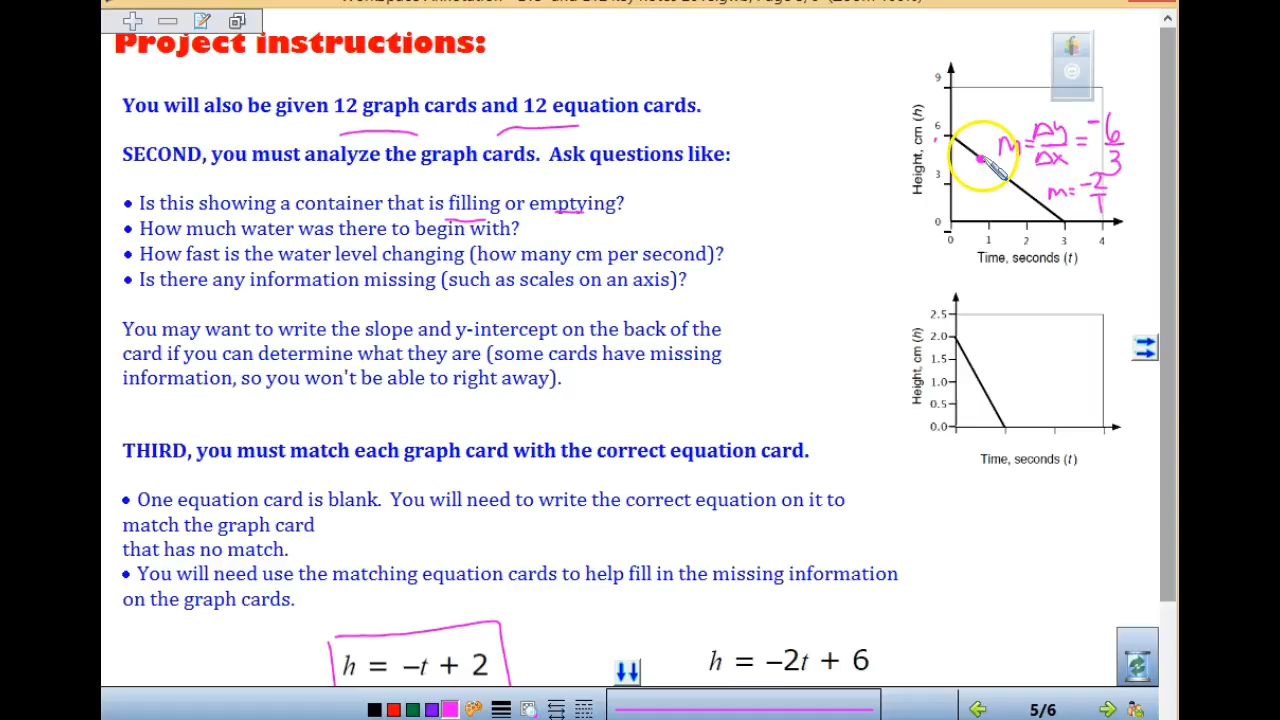 Project instructions:
You will also be given 12 graph cards and 12 equation cards.
SECOND, you must analyze the graph cards. Ask questions like:
• Is this showing a container that is filling or emptying?
• How much water was there to begin with?
• How fast is the water level changing (how many cm per second)?
• Is there any information missing (such as scales on an axis)?
You may want to write the slope and y-intercept on the back of the
card if you can determine what they are (some cards have missing
information, so you won't be able to right away).
THIRD, you must match each graph card with the correct equation card.
• One equation card is blank. You will need to write the correct equation on it to
match the graph card
that has no match.
• You will need use the matching equation cards to help fill in the missing information
on the graph cards.
h = −t + 2
h = −2t + 6
Height, cm (h)
9
6
3
0
0 1 2 3 4
Time, seconds (t)
m = Δy/Δx = -6/3
m = -2/1
Height, cm (h)
2.5
2.0
1.5
1.0
0.5
0.0
Time, seconds (t)
5/6